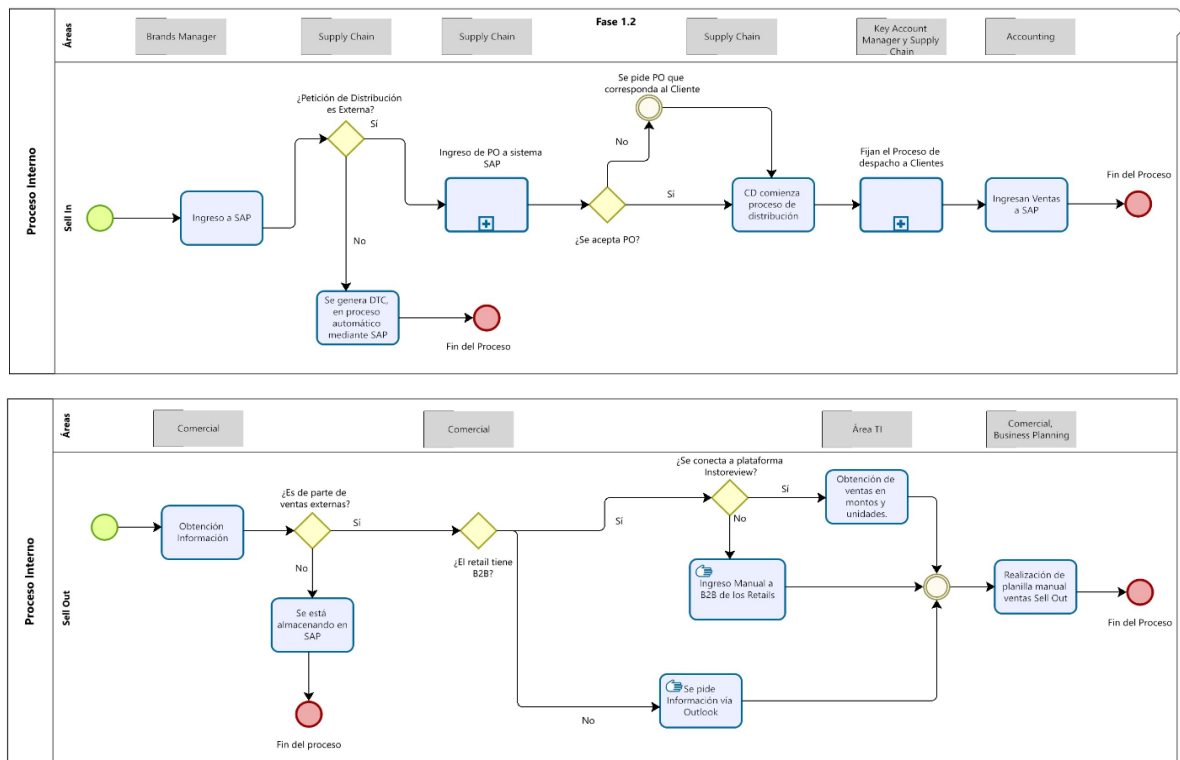 Fase 1.2
Proceso Interno
Áreas
Brands Manager
Supply Chain
Supply Chain
Supply Chain
Key Account
Manager y Supply
Chain
Accounting
Sell In
Ingreso a SAP
¿Petición de Distribución
es Externa?
Sí
No
Se genera DTC,
en proceso
automático
mediante SAP
Fin del Proceso
Ingreso de PO a sistema
SAP
¿Se acepta PO?
No
Sí
Se pide PO que
corresponda al Cliente
CD comienza
proceso de
distribución
Fijan el Proceso de
despacho a Clientes
Ingresan Ventas
a SAP
Fin del Proceso
Proceso Interno
Áreas
Comercial
Comercial
Área TI
Comercial,
Business Planning
Sell Out
Obtención
Información
¿Es de parte de
ventas externas?
Sí
No
Se está
almacenando en
SAP
Fin del proceso
¿El retail tiene
B2B?
Sí
No
¿Se conecta a plataforma
Instoreview?
Sí
No
Obtención de
ventas en
montos y
unidades.
Ingreso Manual a
B2B de los Retails
Se pide
Información vía
Outlook
Realización de
planilla manual
ventas Sell Out
Fin del Proceso